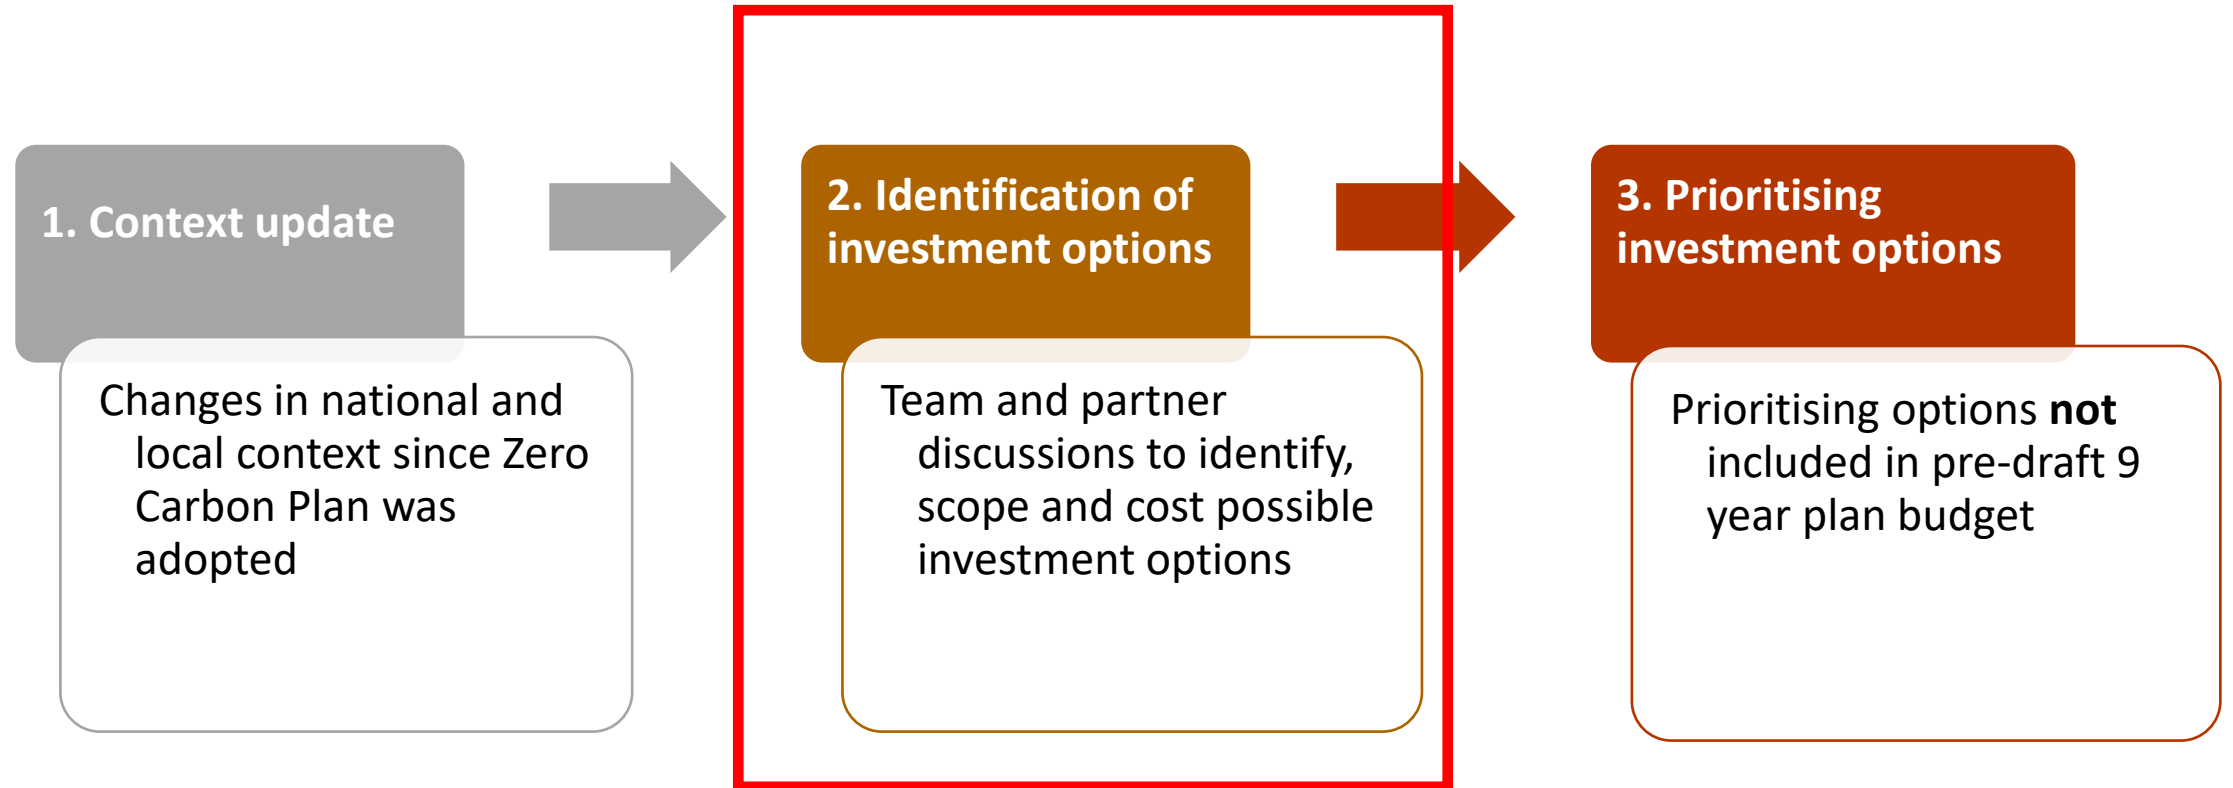 1. Context update
Changes in national and
local context since Zero
Carbon Plan was
adopted
2. Identification of
investment options
Team and partner
discussions to identify,
scope and cost possible
investment options
3. Prioritising
investment options
Prioritising options not
included in pre-draft 9
year plan budget